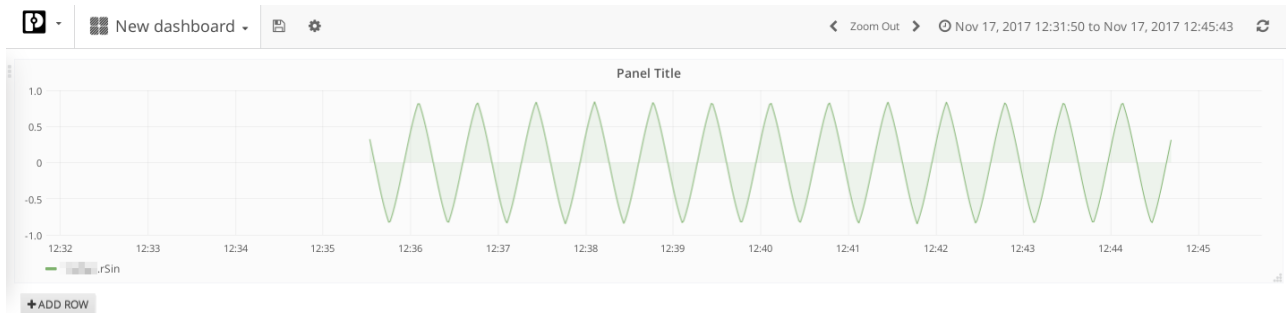 New dashboard
Zoom Out
Nov 17, 2017 12:31:50 to Nov 17, 2017 12:45:43
Panel Title
1.0
0.5
0
-0.5
-1.0
12:32 12:33 12:34 12:35 12:36 12:37 12:38 12:39 12:40 12:41 12:42 12:43 12:44 12:45
.rSin
+ ADD ROW